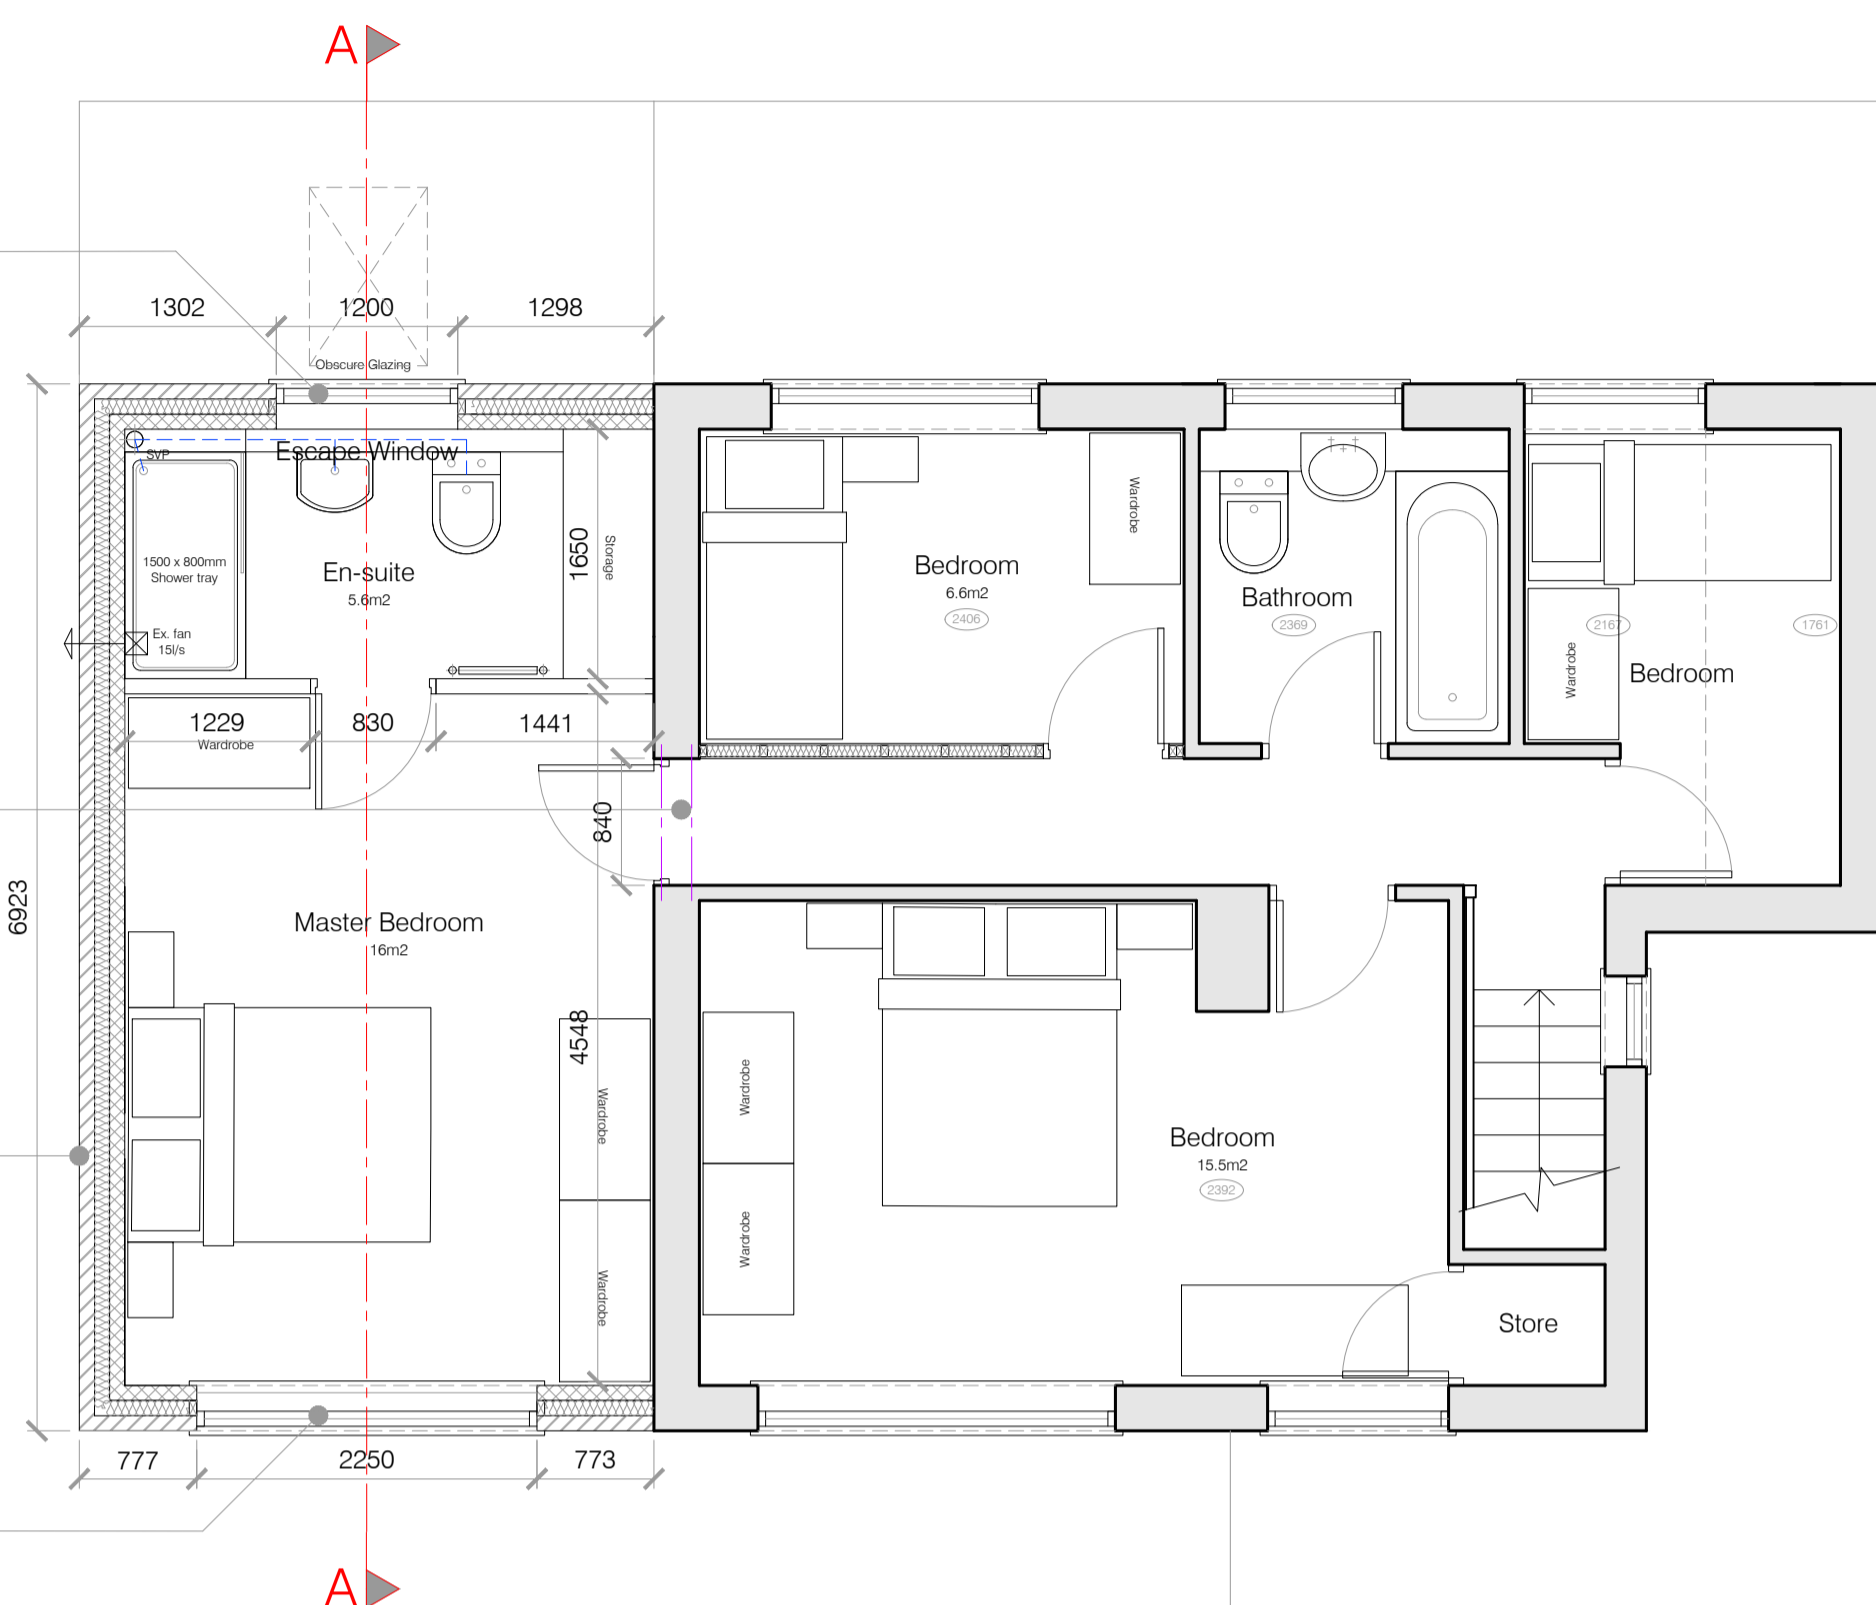 A
1302
1200
1298
Obscure Glazing
Escape Window
SVP
1500 x 800mm
Shower tray
En-suite
5.6m2
1650
Storage
Ex. fan
15l/s
1229
830
1441
Wardrobe
840
6923
Master Bedroom
16m2
4548
Wardrobe
Wardrobe
777
2250
773
A
Bedroom
6.6m2
2406
Wardrobe
Bathroom
2369
2167
1761
Bedroom
Wardrobe
Wardrobe
Wardrobe
Bedroom
15.5m2
2392
Store